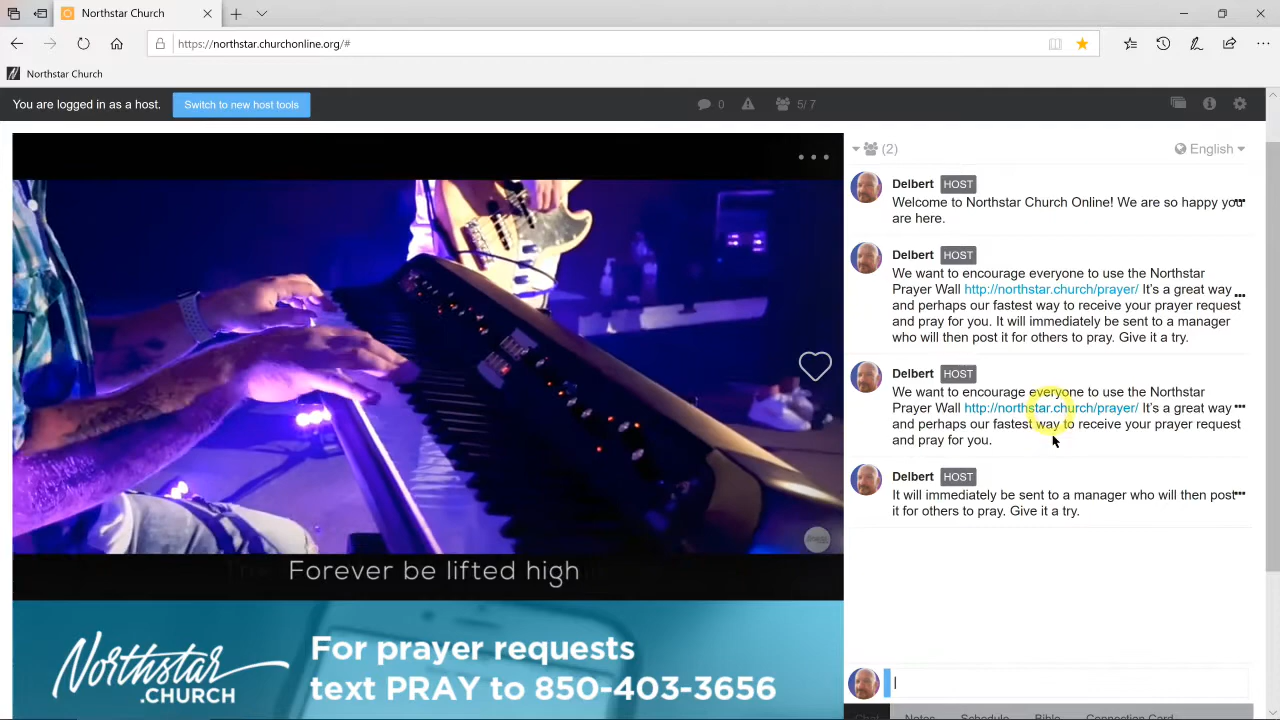 Northstar Church
https://northstar.churchonline.org/#
Northstar Church
You are logged in as a host.
Switch to new host tools
0
5/ 7
(2)
English
Delbert HOST
Welcome to Northstar Church Online! We are so happy you
are here.
Delbert HOST
We want to encourage everyone to use the Northstar
Prayer Wall http://northstar.church/prayer/ It's a great way
and perhaps our fastest way to receive your prayer request
and pray for you. It will immediately be sent to a manager
who will then post it for others to pray. Give it a try.
Delbert HOST
We want to encourage everyone to use the Northstar
Prayer Wall http://northstar.church/prayer/ It's a great way
and perhaps our fastest way to receive your prayer request
and pray for you.
Delbert HOST
It will immediately be sent to a manager who will then post
it for others to pray. Give it a try.
Forever be lifted high
Northstar
.CHURCH
For prayer requests
text PRAY to 850-403-3656
Chat Notes Schedule Bible Connection Card